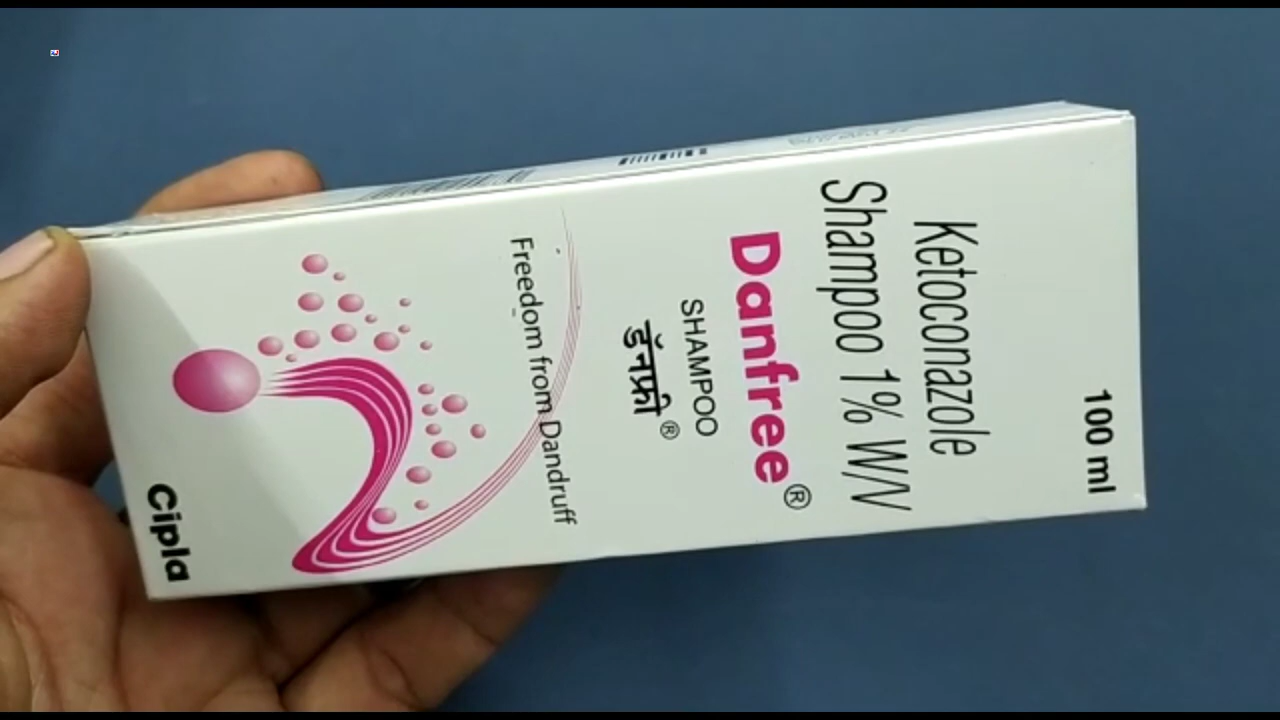 100 ml
Ketoconazole
Shampoo 1% W/V
Danfree®
SHAMPOO
डॅनफ्री®
Freedom from Dandruff
Cipla